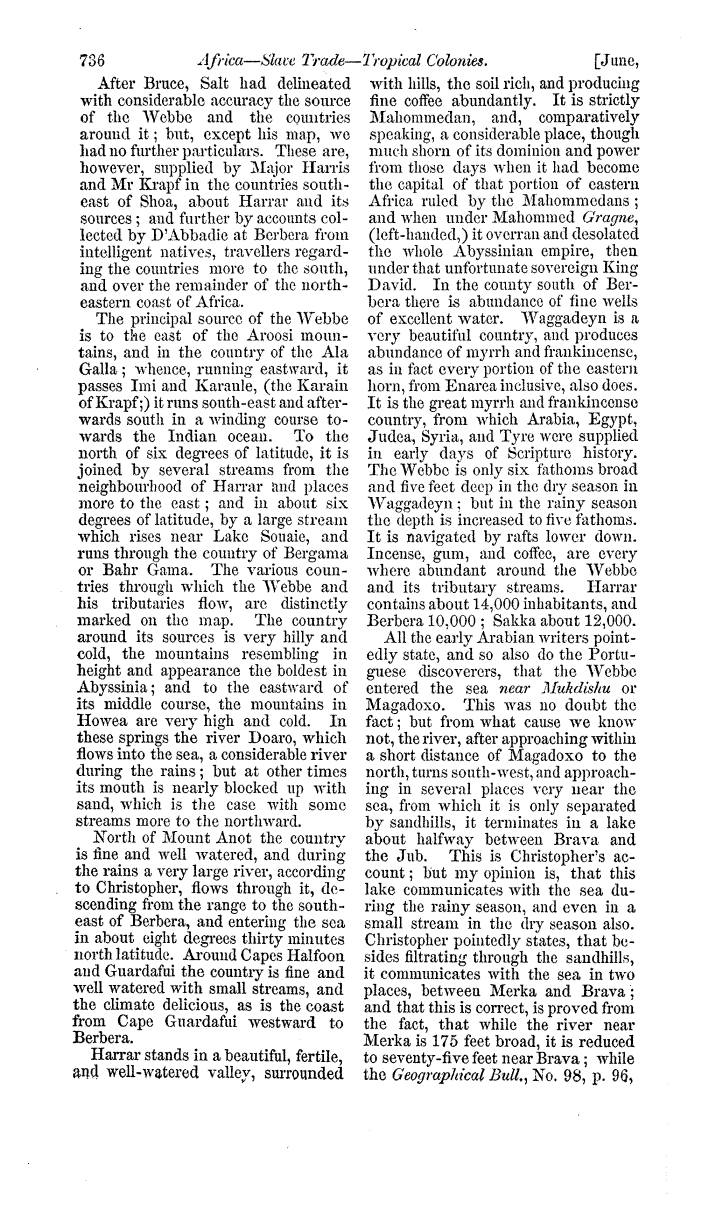 736 Africa—Slave Trade—Tropical Colonies. [June,
After Bruce, Salt had delineated
with considerable accuracy the source
of the Webbe and the countries
around it; but, except his map, we
had no further particulars. These are,
however, supplied by Major Harris
and Mr Krapf in the countries south-
east of Shoa, about Harrar and its
sources; and further by accounts col-
lected by D'Abbadie at Berbera from
intelligent natives, travellers regard-
ing the countries more to the south,
and over the remainder of the north-
eastern coast of Africa.
The principal source of the Webbe
is to the east of the Aroosi moun-
tains, and in the country of the Ala
Galla; whence, running eastward, it
passes Imi and Karaule, (the Karain
of Krapf;) it runs south-east and after-
wards south in a winding course to-
wards the Indian ocean. To the
north of six degrees of latitude, it is
joined by several streams from the
neighbourhood of Harrar and places
more to the east; and in about six
degrees of latitude, by a large stream
which rises near Lake Souaie, and
runs through the country of Bergama
or Bahr Gama. The various coun-
tries through which the Webbe and
his tributaries flow, are distinctly
marked on the map. The country
around its sources is very hilly and
cold, the mountains resembling in
height and appearance the boldest in
Abyssinia; and to the eastward of
its middle course, the mountains in
Howea are very high and cold. In
these springs the river Doaro, which
flows into the sea, a considerable river
during the rains; but at other times
its mouth is nearly blocked up with
sand, which is the case with some
streams more to the northward.
North of Mount Anot the country
is fine and well watered, and during
the rains a very large river, according
to Christopher, flows through it, de-
scending from the range to the south-
east of Berbera, and entering the sea
in about eight degrees thirty minutes
north latitude. Around Capes Halfoon
and Guardafui the country is fine and
well watered with small streams, and
the climate delicious, as is the coast
from Cape Guardafui westward to
Berbera.
Harrar stands in a beautiful, fertile,
and well-watered valley, surrounded
with hills, the soil rich, and producing
fine coffee abundantly. It is strictly
Mahommedan, and, comparatively
speaking, a considerable place, though
much shorn of its dominion and power
from those days when it had become
the capital of that portion of eastern
Africa ruled by the Mahommedans;
and when under Mahommed Gragne,
(left-handed,) it overran and desolated
the whole Abyssinian empire, then
under that unfortunate sovereign King
David. In the county south of Ber-
bera there is abundance of fine wells
of excellent water. Waggadeyn is a
very beautiful country, and produces
abundance of myrrh and frankincense,
as in fact every portion of the eastern
horn, from Enarea inclusive, also does.
It is the great myrrh and frankincense
country, from which Arabia, Egypt,
Judea, Syria, and Tyre were supplied
in early days of Scripture history.
The Webbe is only six fathoms broad
and five feet deep in the dry season in
Waggadeyn; but in the rainy season
the depth is increased to five fathoms.
It is navigated by rafts lower down.
Incense, gum, and coffee, are every
where abundant around the Webbe
and its tributary streams. Harrar
contains about 14,000 inhabitants, and
Berbera 10,000; Sakka about 12,000.
All the early Arabian writers point-
edly state, and so also do the Portu-
guese discoverers, that the Webbe
entered the sea near Mukdishu or
Magadoxo. This was no doubt the
fact; but from what cause we know
not, the river, after approaching within
a short distance of Magadoxo to the
north, turns south-west, and approach-
ing in several places very near the
sea, from which it is only separated
by sandhills, it terminates in a lake
about halfway between Brava and
the Jub. This is Christopher's ac-
count; but my opinion is, that this
lake communicates with the sea du-
ring the rainy season, and even in a
small stream in the dry season also.
Christopher pointedly states, that be-
sides filtrating through the sandhills,
it communicates with the sea in two
places, between Merka and Brava;
and that this is correct, is proved from
the fact, that while the river near
Merka is 175 feet broad, it is reduced
to seventy-five feet near Brava; while
the Geographical Bull., No. 98, p. 96,